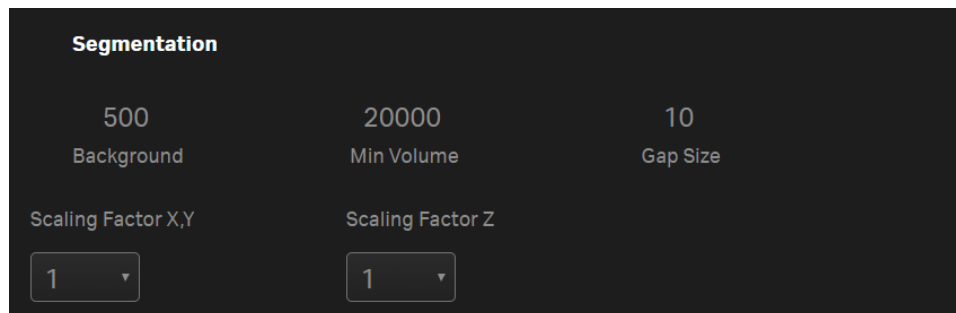 Segmentation
500 20000 10
Background Min Volume Gap Size
Scaling Factor X,Y Scaling Factor Z
1 1